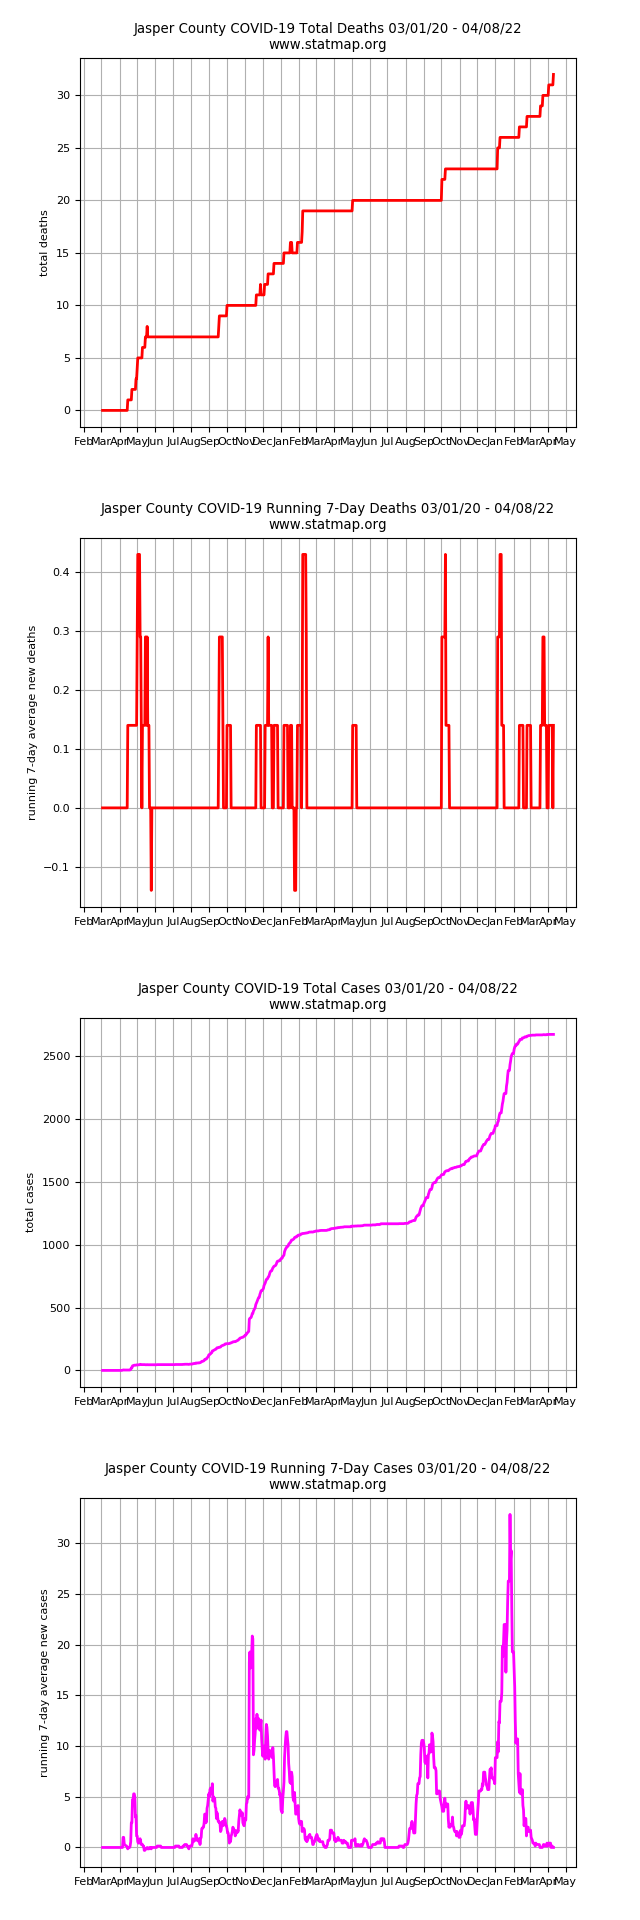 Jasper County COVID-19 Total Deaths 03/01/20 - 04/08/22
www.statmap.org
30
25
20
15
10
5
0
total deaths
Feb Mar Apr May Jun Jul Aug Sep Oct Nov Dec Jan Feb Mar Apr May Jun Jul Aug Sep Oct Nov Dec Jan Feb Mar Apr May
Jasper County COVID-19 Running 7-Day Deaths 03/01/20 - 04/08/22
www.statmap.org
0.4
0.3
0.2
0.1
0.0
−0.1
running 7-day average new deaths
Feb Mar Apr May Jun Jul Aug Sep Oct Nov Dec Jan Feb Mar Apr May Jun Jul Aug Sep Oct Nov Dec Jan Feb Mar Apr May
Jasper County COVID-19 Total Cases 03/01/20 - 04/08/22
www.statmap.org
2500
2000
1500
1000
500
0
total cases
Feb Mar Apr May Jun Jul Aug Sep Oct Nov Dec Jan Feb Mar Apr May Jun Jul Aug Sep Oct Nov Dec Jan Feb Mar Apr May
Jasper County COVID-19 Running 7-Day Cases 03/01/20 - 04/08/22
www.statmap.org
30
25
20
15
10
5
0
running 7-day average new cases
Feb Mar Apr May Jun Jul Aug Sep Oct Nov Dec Jan Feb Mar Apr May Jun Jul Aug Sep Oct Nov Dec Jan Feb Mar Apr May